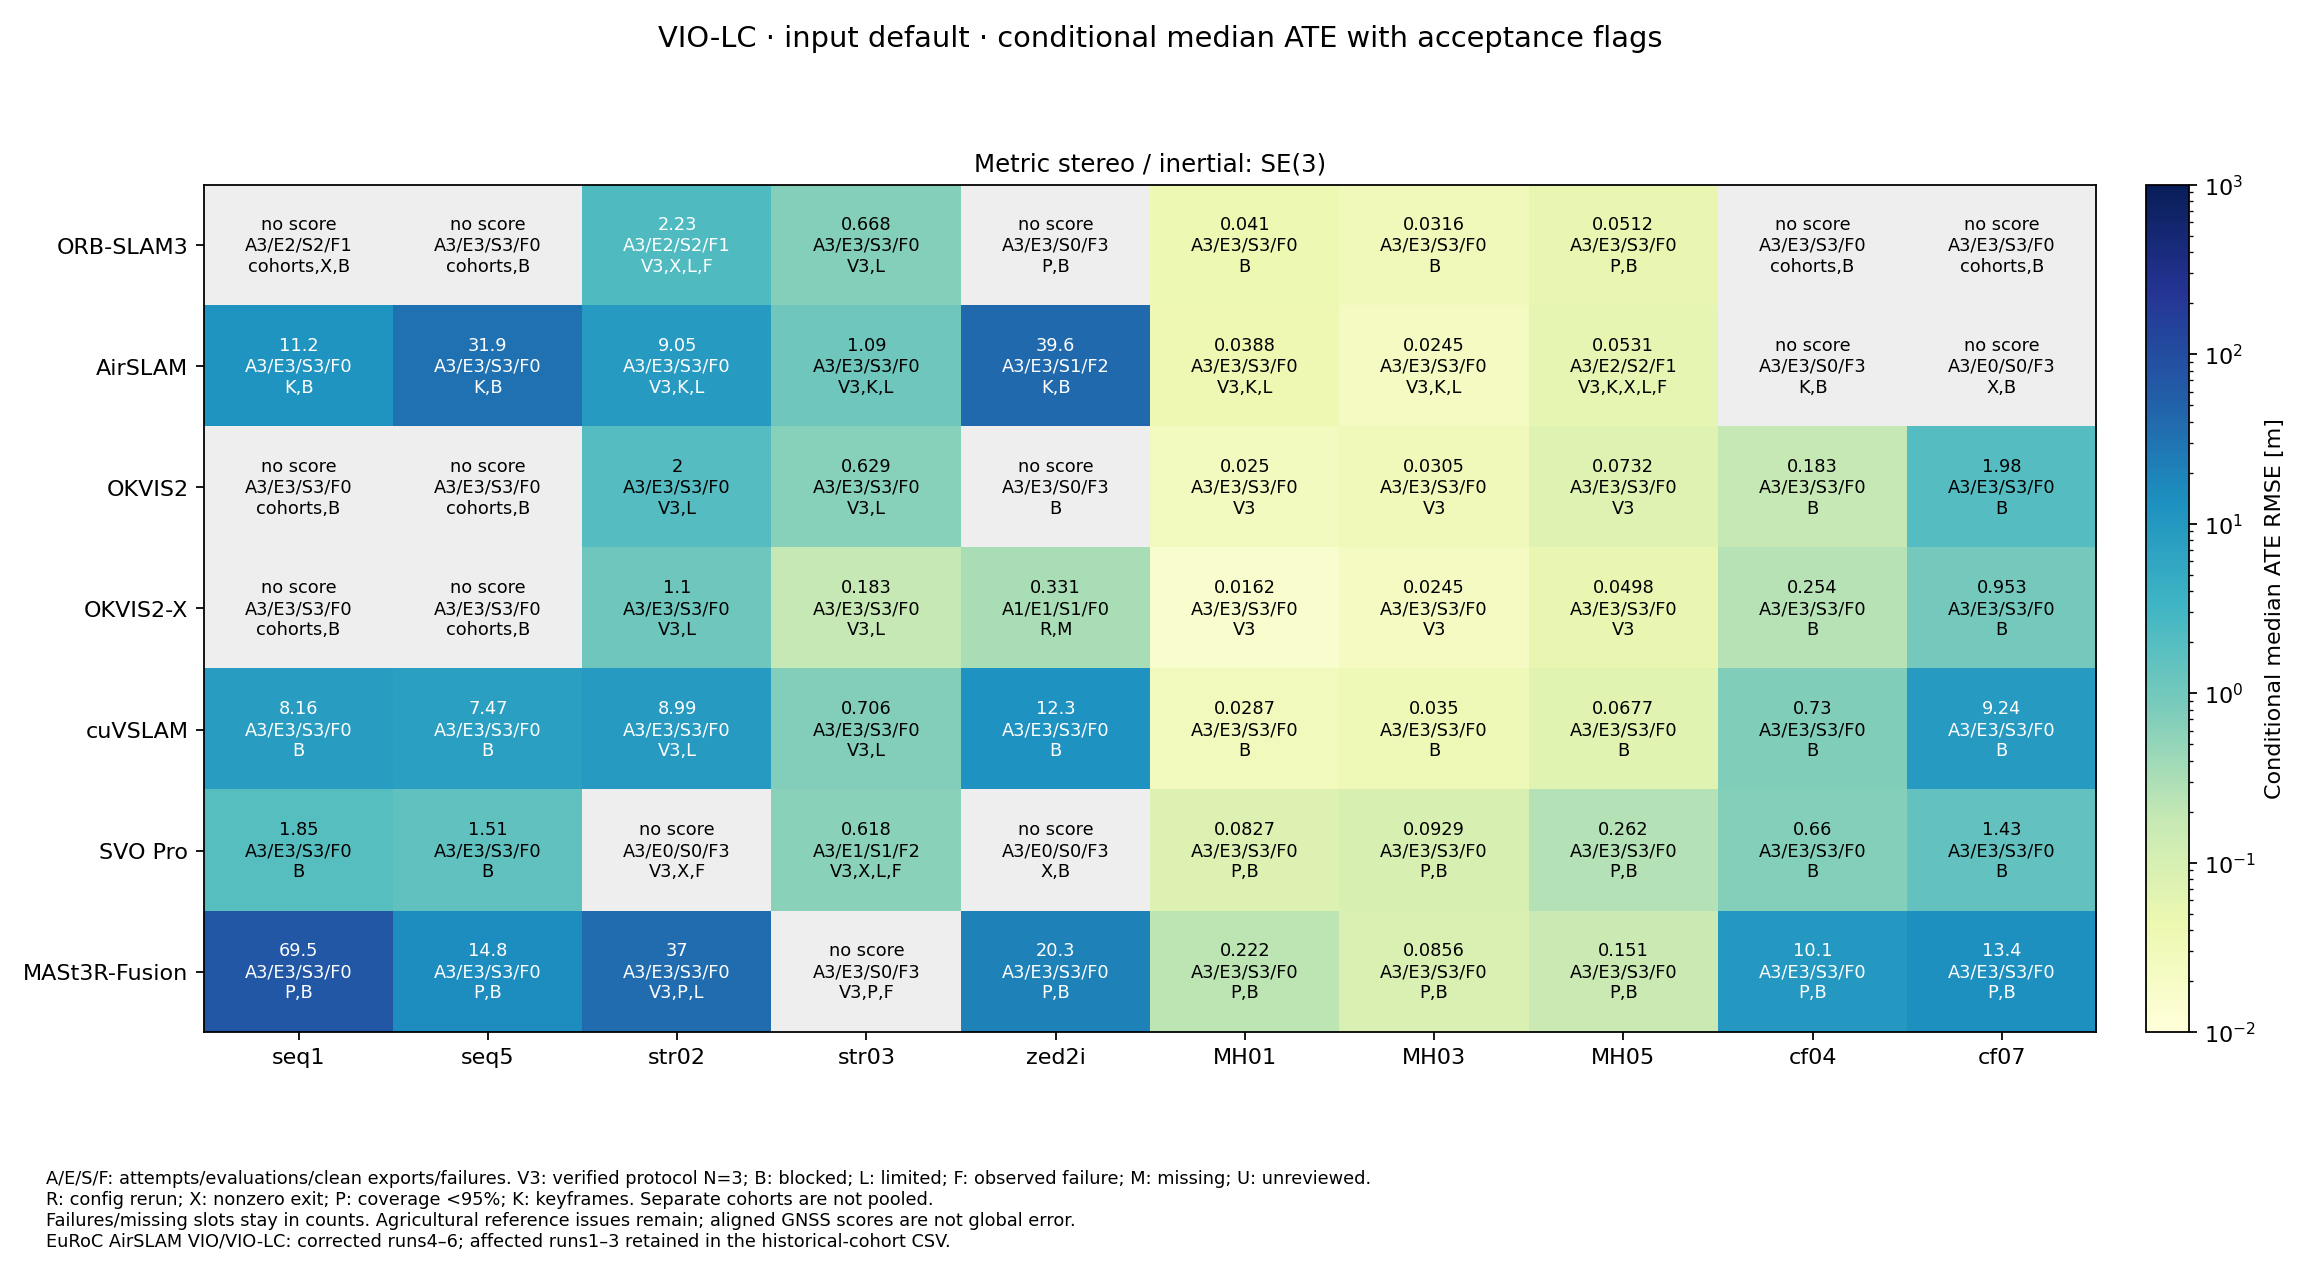 VIO-LC · input default · conditional median ATE with acceptance flags
Metric stereo / inertial: SE(3)
ORB-SLAM3
no score
A3/E2/S2/F1
cohorts,X,B
no score
A3/E3/S3/F0
cohorts,B
2.23
A3/E2/S2/F1
V3,X,L,F
0.668
A3/E3/S3/F0
V3,L
no score
A3/E3/S0/F3
P,B
0.041
A3/E3/S3/F0
B
0.0316
A3/E3/S3/F0
B
0.0512
A3/E3/S3/F0
P,B
no score
A3/E3/S3/F0
cohorts,B
no score
A3/E3/S3/F0
cohorts,B
AirSLAM
11.2
A3/E3/S3/F0
K,B
31.9
A3/E3/S3/F0
K,B
9.05
A3/E3/S3/F0
V3,K,L
1.09
A3/E3/S3/F0
V3,K,L
39.6
A3/E3/S1/F2
K,B
0.0388
A3/E3/S3/F0
V3,K,L
0.0245
A3/E3/S3/F0
V3,K,L
0.0531
A3/E2/S2/F1
V3,K,X,L,F
no score
A3/E3/S0/F3
K,B
no score
A3/E0/S0/F3
X,B
OKVIS2
no score
A3/E3/S3/F0
cohorts,B
no score
A3/E3/S3/F0
cohorts,B
2
A3/E3/S3/F0
V3,L
0.629
A3/E3/S3/F0
V3,L
no score
A3/E3/S0/F3
B
0.025
A3/E3/S3/F0
V3
0.0305
A3/E3/S3/F0
V3
0.0732
A3/E3/S3/F0
V3
0.183
A3/E3/S3/F0
B
1.98
A3/E3/S3/F0
B
OKVIS2-X
no score
A3/E3/S3/F0
cohorts,B
no score
A3/E3/S3/F0
cohorts,B
1.1
A3/E3/S3/F0
V3,L
0.183
A3/E3/S3/F0
V3,L
0.331
A1/E1/S1/F0
R,M
0.0162
A3/E3/S3/F0
V3
0.0245
A3/E3/S3/F0
V3
0.0498
A3/E3/S3/F0
V3
0.254
A3/E3/S3/F0
B
0.953
A3/E3/S3/F0
B
cuVSLAM
8.16
A3/E3/S3/F0
B
7.47
A3/E3/S3/F0
B
8.99
A3/E3/S3/F0
V3,L
0.706
A3/E3/S3/F0
V3,L
12.3
A3/E3/S3/F0
B
0.0287
A3/E3/S3/F0
B
0.035
A3/E3/S3/F0
B
0.0677
A3/E3/S3/F0
B
0.73
A3/E3/S3/F0
B
9.24
A3/E3/S3/F0
B
SVO Pro
1.85
A3/E3/S3/F0
B
1.51
A3/E3/S3/F0
B
no score
A3/E0/S0/F3
V3,X,F
0.618
A3/E1/S1/F2
V3,X,L,F
no score
A3/E0/S0/F3
X,B
0.0827
A3/E3/S3/F0
P,B
0.0929
A3/E3/S3/F0
P,B
0.262
A3/E3/S3/F0
P,B
0.66
A3/E3/S3/F0
B
1.43
A3/E3/S3/F0
B
MASt3R-Fusion
69.5
A3/E3/S3/F0
P,B
14.8
A3/E3/S3/F0
P,B
37
A3/E3/S3/F0
V3,P,L
no score
A3/E3/S0/F3
V3,P,F
20.3
A3/E3/S3/F0
P,B
0.222
A3/E3/S3/F0
P,B
0.0856
A3/E3/S3/F0
P,B
0.151
A3/E3/S3/F0
P,B
10.1
A3/E3/S3/F0
P,B
13.4
A3/E3/S3/F0
P,B
seq1 seq5 str02 str03 zed2i MH01 MH03 MH05 cf04 cf07
10³
10²
10¹
10⁰
10⁻¹
10⁻²
Conditional median ATE RMSE [m]
A/E/S/F: attempts/evaluations/clean exports/failures. V3: verified protocol N=3; B: blocked; L: limited; F: observed failure; M: missing; U: unreviewed.
R: config rerun; X: nonzero exit; P: coverage <95%; K: keyframes. Separate cohorts are not pooled.
Failures/missing slots stay in counts. Agricultural reference issues remain; aligned GNSS scores are not global error.
EuRoC AirSLAM VIO/VIO-LC: corrected runs4–6; affected runs1–3 retained in the historical-cohort CSV.